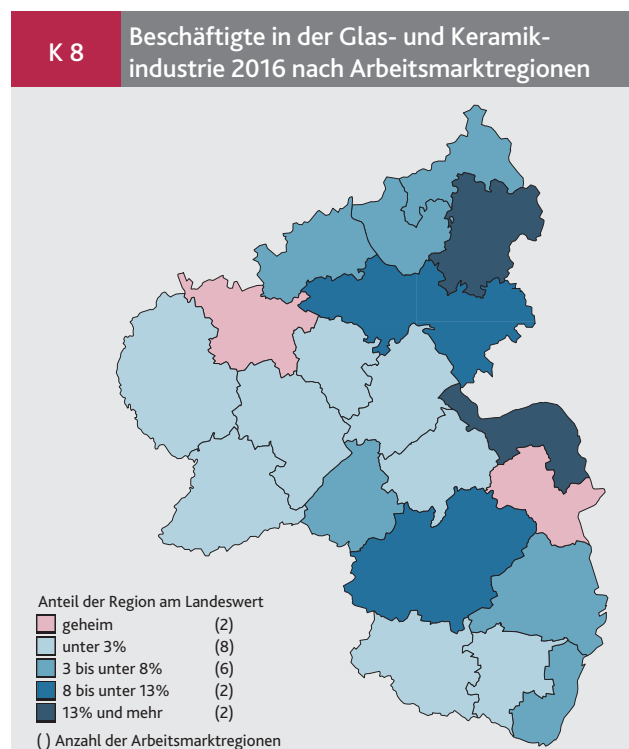 K 8
Beschäftigte in der Glas- und Keramik-
industrie 2016 nach Arbeitsmarktregionen
Anteil der Region am Landeswert
geheim (2)
unter 3% (8)
3 bis unter 8% (6)
8 bis unter 13% (2)
13% und mehr (2)
( ) Anzahl der Arbeitsmarktregionen